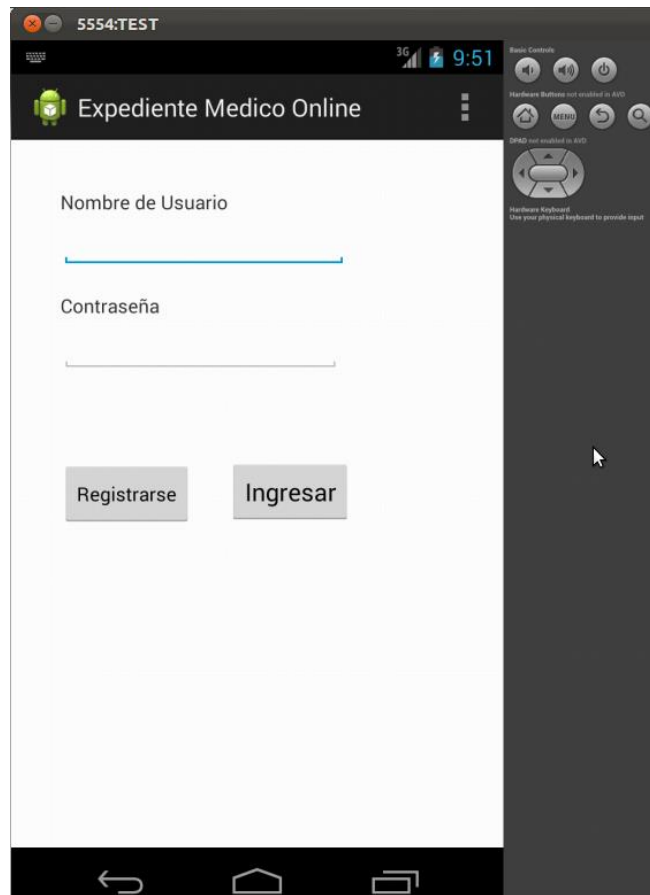 5554:TEST
3G 9:51
Expediente Medico Online
Nombre de Usuario
Contraseña
Registrarse
Ingresar
Basic Controls
Hardware Buttons not enabled in AVD
MENU
DPAD not enabled in AVD
Hardware Keyboard
Use your physical keyboard to provide input